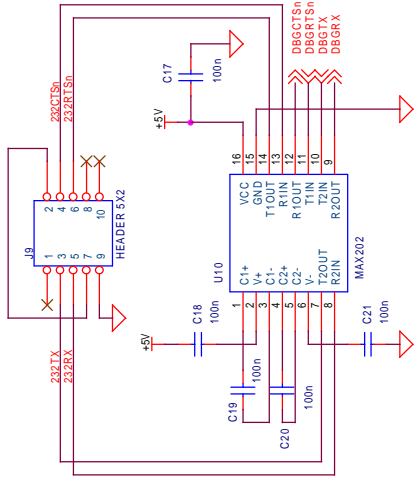 DBGCTSn
DBGRTSn
DBGTX
DBGRX
C17
100n
+5V
232CTSn
232RTSn
2
4
6
8
10
1
3
5
7
9
J9
HEADER 5X2
232TX
232RX
16
15
14
13
12
11
10
9
VCC
GND
T1OUT
R1IN
R1OUT
T1IN
T2IN
R2OUT
U10
MAX202
C1+
V+
C1-
C2+
C2-
V-
T2OUT
R2IN
1
2
3
4
5
6
7
8
+5V
C18
100n
C19
100n
C20
100n
C21
100n